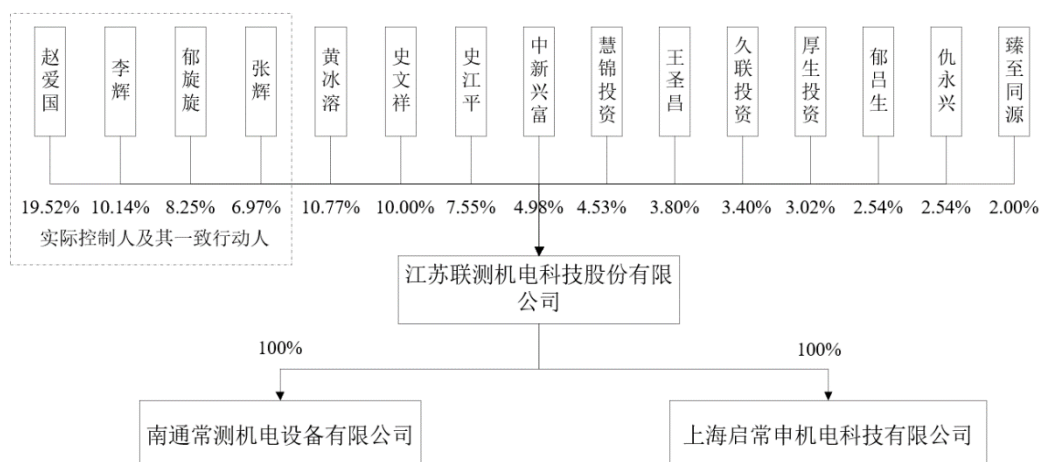 赵爱国
李辉
郁旋旋
张辉
黄冰溶
史文祥
史江平
中新兴富
慧锦投资
王圣昌
久联投资
厚生投资
郁吕生
仇永兴
臻至同源
19.52% 10.14% 8.25% 6.97% 10.77% 10.00% 7.55% 4.98% 4.53% 3.80% 3.40% 3.02% 2.54% 2.54% 2.00%
实际控制人及其一致行动人
江苏联测机电科技股份有限
公司
100% 100%
南通常测机电设备有限公司 上海启常申机电科技有限公司